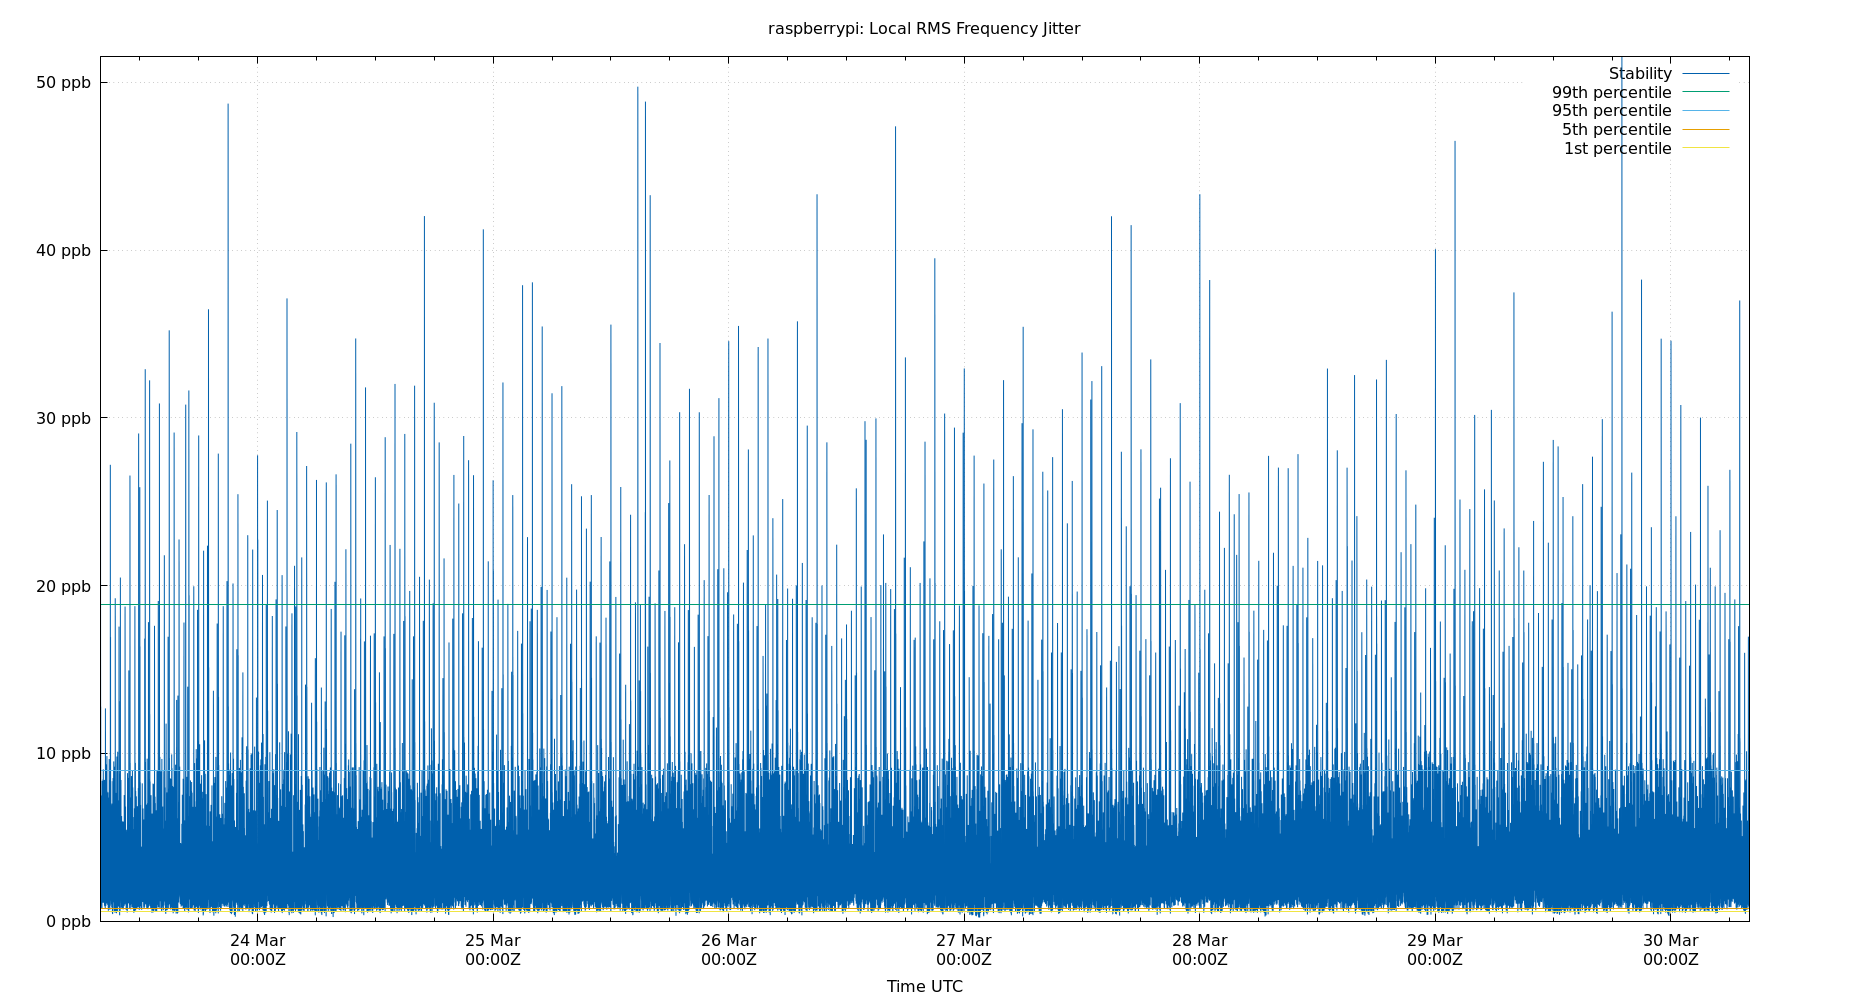 raspberrypi: Local RMS Frequency Jitter
50 ppb
40 ppb
30 ppb
20 ppb
10 ppb
0 ppb
Stability
99th percentile
95th percentile
5th percentile
1st percentile
24 Mar
00:00Z
25 Mar
00:00Z
26 Mar
00:00Z
27 Mar
00:00Z
28 Mar
00:00Z
29 Mar
00:00Z
30 Mar
00:00Z
Time UTC